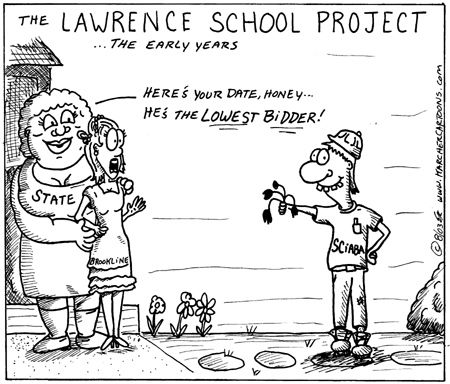 THE LAWRENCE SCHOOL PROJECT
...THE EARLY YEARS
HERE'S YOUR DATE, HONEY...
HE'S THE LOWEST BIDDER!
STATE
BROOKLINE
SCIABA
www.KARCHERCARTOONS.com